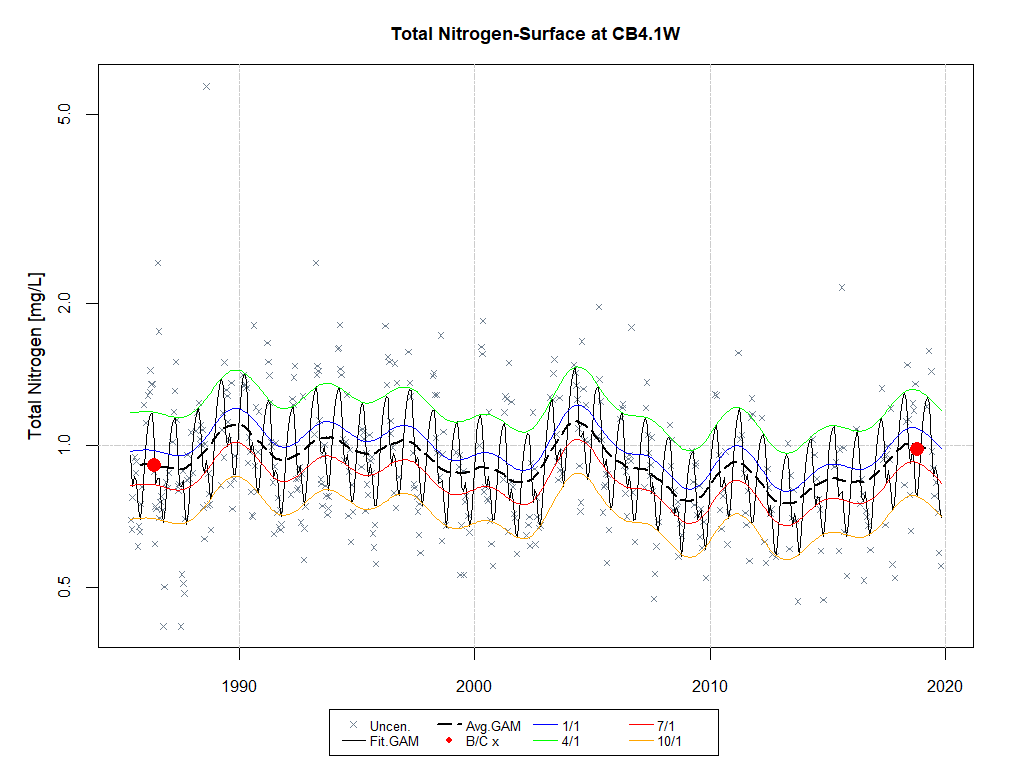 Total Nitrogen-Surface at CB4.1W
Total Nitrogen [mg/L]
5.0
2.0
1.0
0.5
1990 2000 2010 2020
Uncen. Avg.GAM 1/1 7/1
Fit.GAM B/C x 4/1 10/1